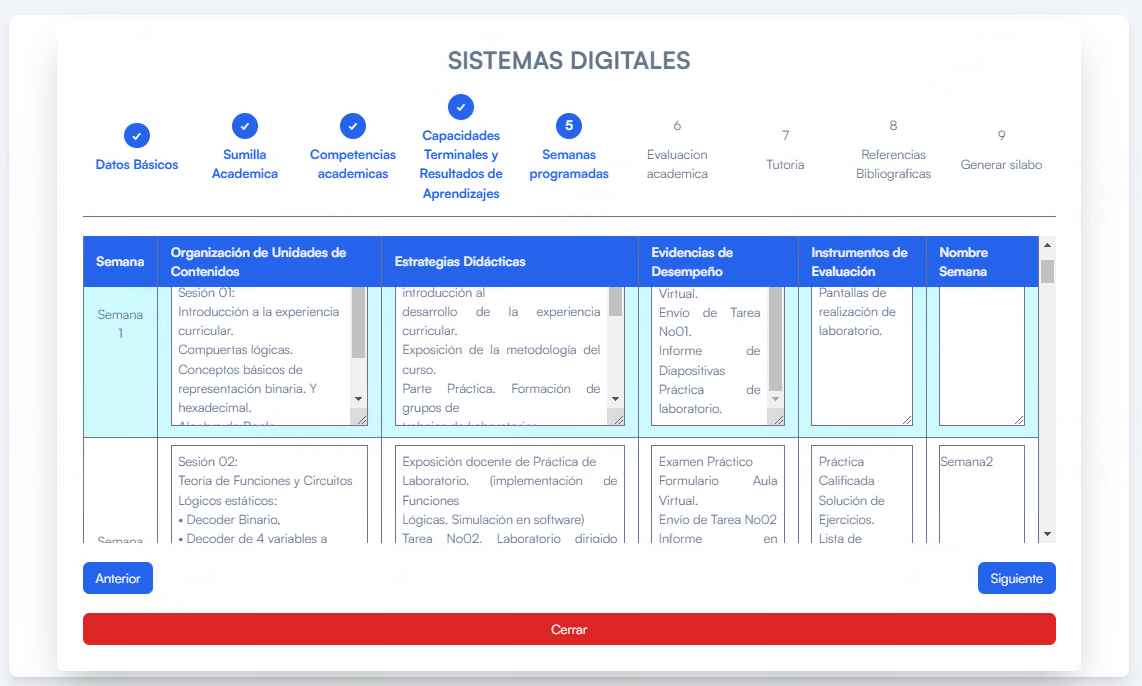 SISTEMAS DIGITALES
Datos Básicos
Sumilla
Academica
Competencias
academicas
Capacidades
Terminales y
Resultados de
Aprendizajes
5
Semanas
programadas
6
Evaluacion
academica
7
Tutoria
8
Referencias
Bibliograficas
9
Generar silabo
Semana
Organización de Unidades de
Contenidos
Estrategias Didácticas
Evidencias de
Desempeño
Instrumentos de
Evaluación
Nombre
Semana
Semana
1
Sesión 01:
Introducción a la experiencia
curricular.
Compuertas lógicas.
Conceptos básicos de
representación binaria. Y
hexadecimal.
introducción al
desarrollo de la experiencia
curricular.
Exposición de la metodología del
curso.
Parte Práctica. Formación de
grupos de
Virtual.
Envío de Tarea
No01.
Informe de
Diapositivas
Práctica de
laboratorio.
Pantallas de
realización de
laboratorio.
Semana
Sesión 02:
Teoría de Funciones y Circuitos
Lógicos estáticos:
• Decoder Binario,
• Decoder de 4 variables a
Exposición docente de Práctica de
Laboratorio. (implementación de
Funciones
Lógicas. Simulación en software)
Tarea No02. Laboratorio dirigido
Examen Práctico
Formulario Aula
Virtual.
Envío de Tarea No02
Informe en
Práctica
Calificada
Solución de
Ejercicios.
Lista de
Semana2
Anterior
Siguiente
Cerrar